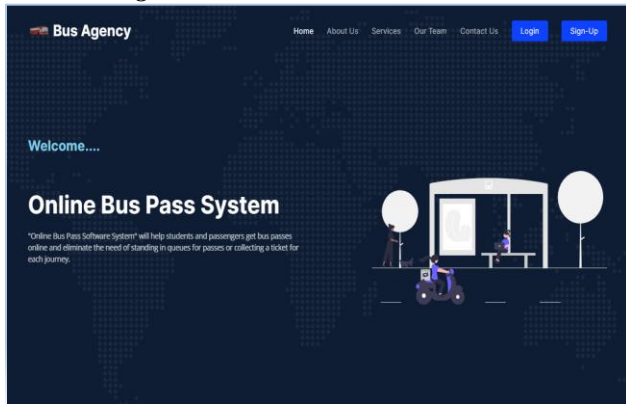 Bus Agency
Home About Us Services Our Team Contact Us Login Sign-Up
Welcome....
Online Bus Pass System
"Online Bus Pass Software System" will help students and passengers get bus passes
online and eliminate the need of standing in queues for passes or collecting a ticket for
each journey.